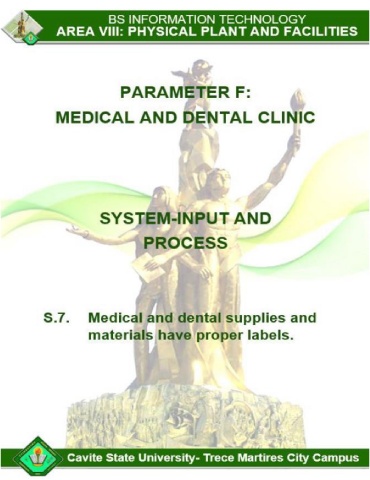 BS INFORMATION TECHNOLOGY
AREA VIII: PHYSICAL PLANT AND FACILITIES
PARAMETER F:
MEDICAL AND DENTAL CLINIC
SYSTEM-INPUT AND
PROCESS
S.7. Medical and dental supplies and
materials have proper labels.
Cavite State University- Trece Martires City Campus